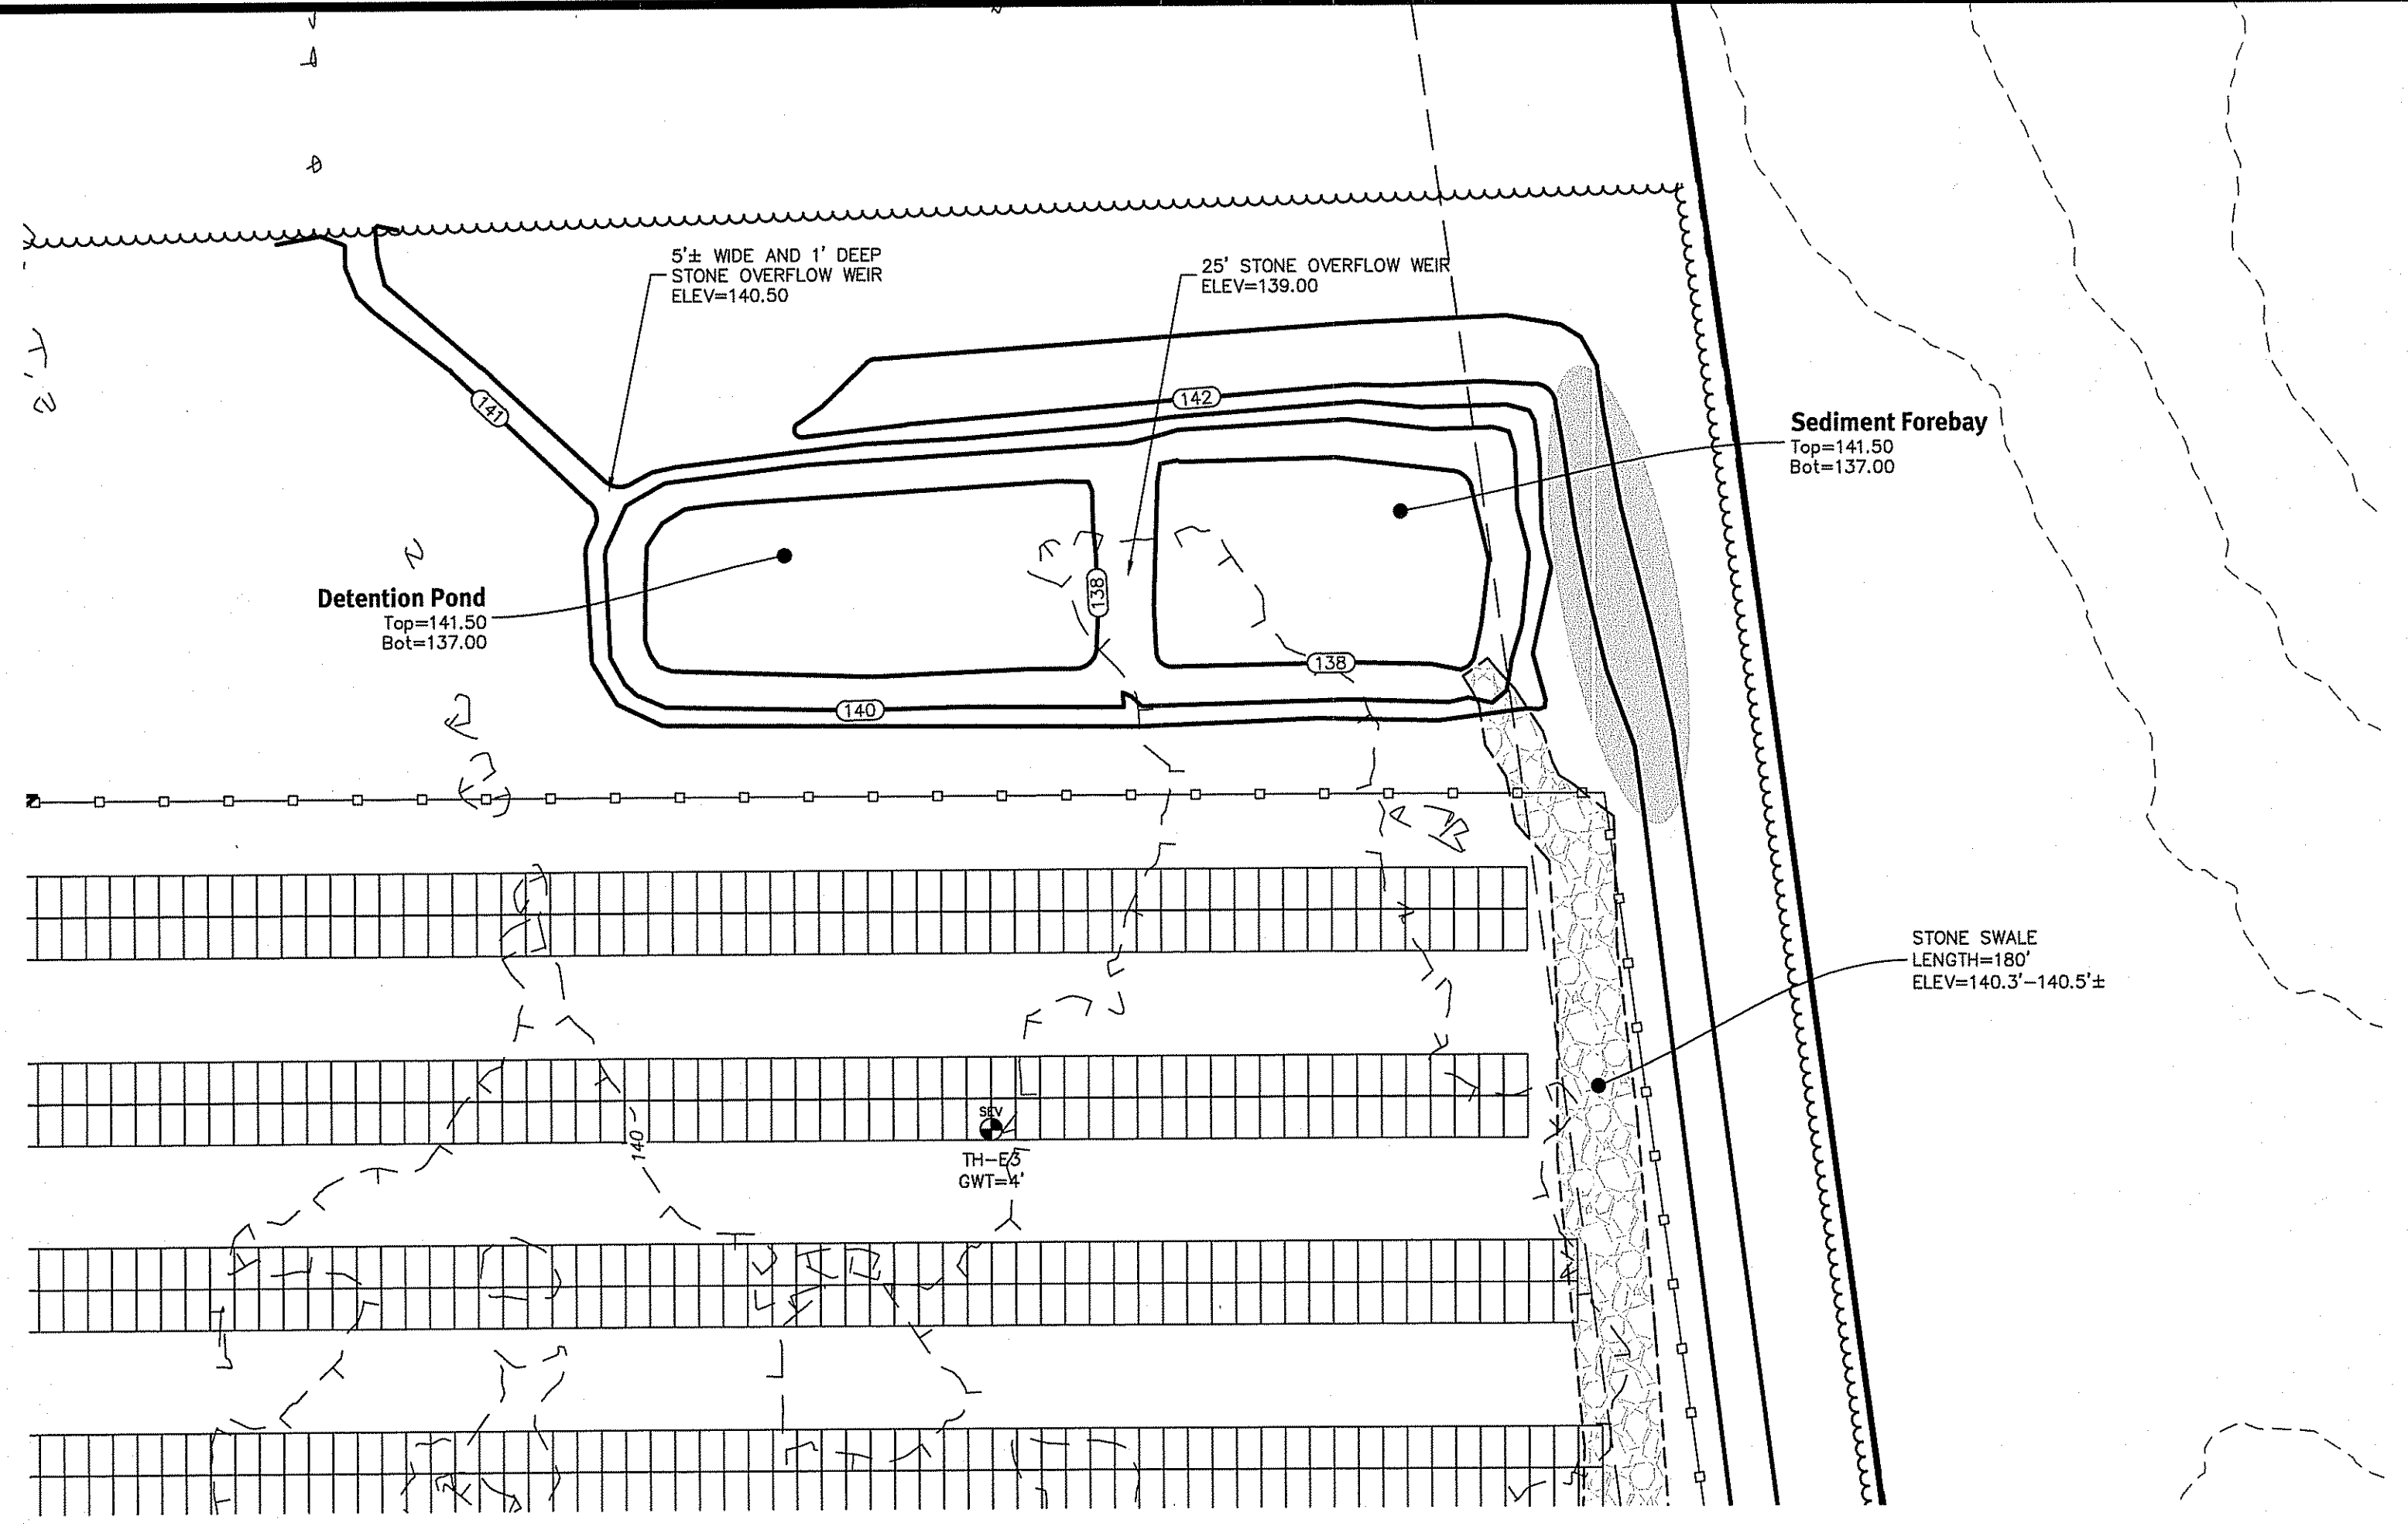 5'± WIDE AND 1' DEEP
STONE OVERFLOW WEIR
ELEV=140.50
25' STONE OVERFLOW WEIR
ELEV=139.00
141
142
Sediment Forebay
Top=141.50
Bot=137.00
Detention Pond
Top=141.50
Bot=137.00
138
138
140
STONE SWALE
LENGTH=180'
ELEV=140.3'-140.5'±
140
SEV
TH-E3
GWT=4'